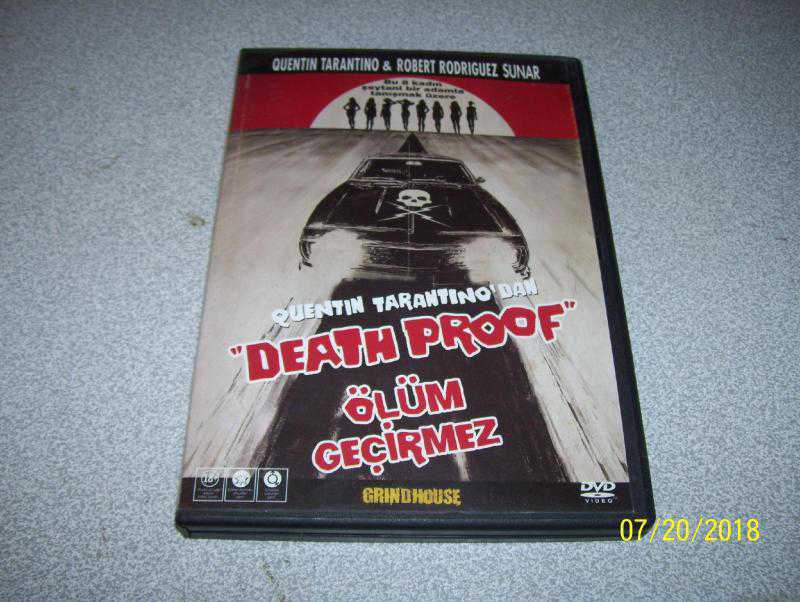 QUENTIN TARANTINO & ROBERT RODRIGUEZ SUNAR
Bu 8 kadın
şeytani bir adamla
tanışmak üzere
QUENTIN TARANTINO'DAN
"DEATH PROOF"
ÖLÜM
GEÇİRMEZ
18+
GRINDHOUSE
DVD
VIDEO
07/20/2018